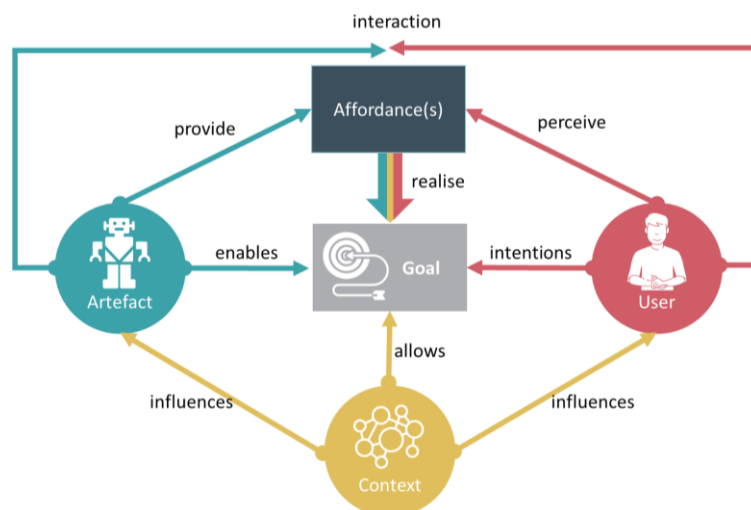 interaction
Affordance(s)
provide
perceive
realise
enables
Goal
intentions
Artefact
User
allows
influences
influences
Context